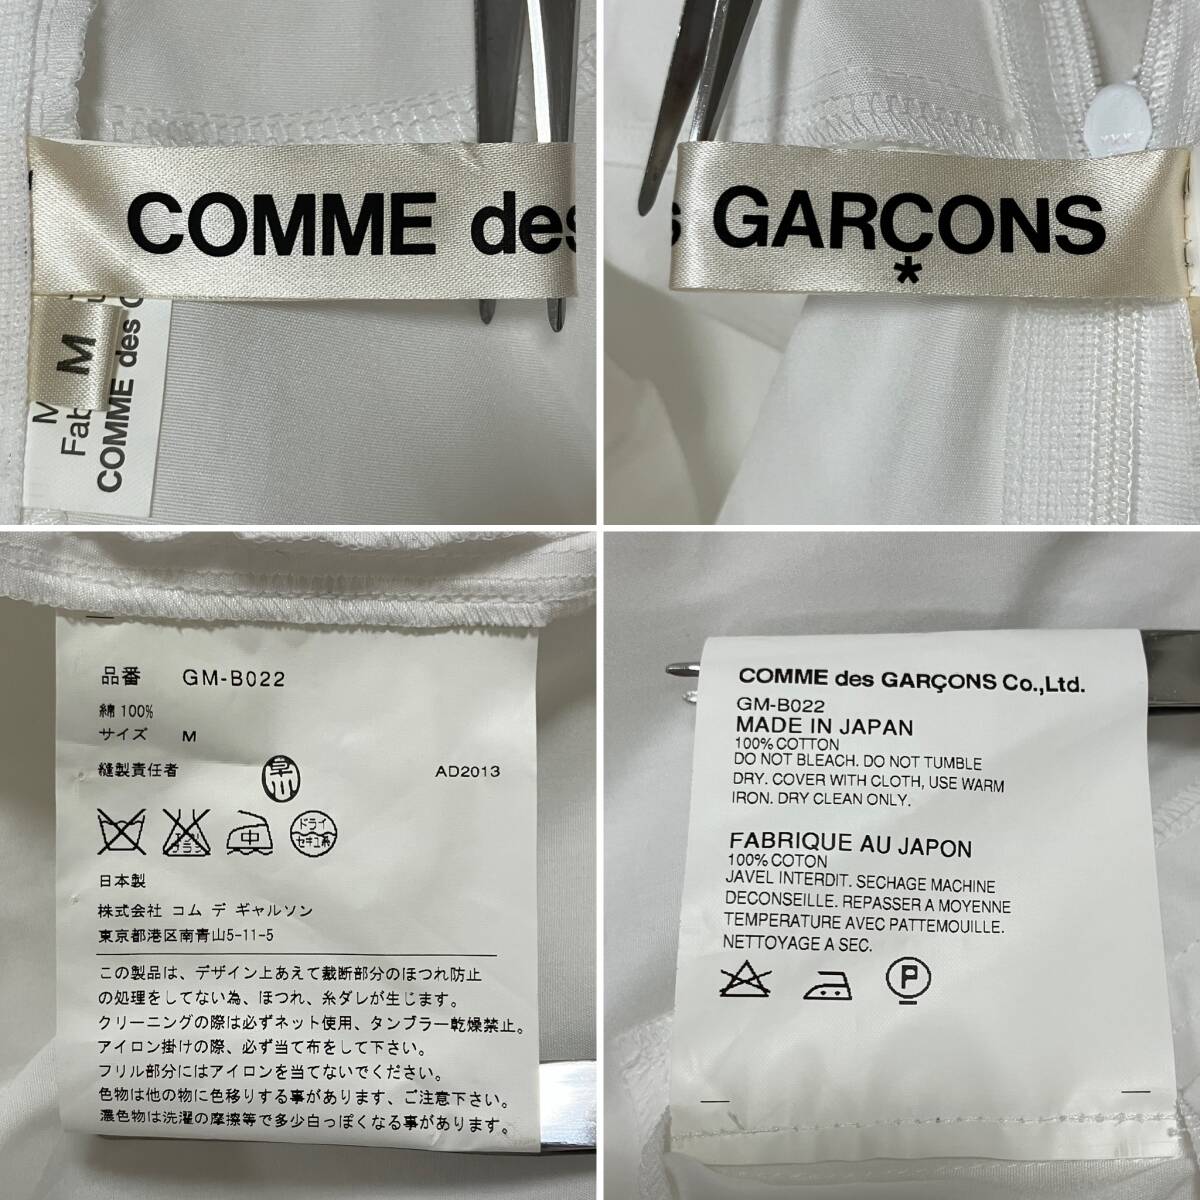 COMME des
GARÇONS
*
M
Fab
COMME des G
品番 GM-B022
綿 100%
サイズ M
縫製責任者 早川 AD2013
エンソ サラシ
中
ドライ
セキユ系
日本製
株式会社 コム デ ギャルソン
東京都港区南青山5-11-5
この製品は、デザイン上あえて裁断部分のほつれ防止
の処理をしてない為、ほつれ、糸ダレが生じます。
クリーニングの際は必ずネット使用、タンブラー乾燥禁止。
アイロン掛けの際、必ず当て布をして下さい。
フリル部分にはアイロンを当てないでください。
色物は他の物に色移りする事があります、ご注意下さい。
濃色物は洗濯の摩擦等で多少白っぽくなる事があります。
COMME des GARÇONS Co.,Ltd.
GM-B022
MADE IN JAPAN
100% COTTON
DO NOT BLEACH. DO NOT TUMBLE
DRY. COVER WITH CLOTH, USE WARM
IRON. DRY CLEAN ONLY.
FABRIQUE AU JAPON
100% COTON
JAVEL INTERDIT. SECHAGE MACHINE
DECONSEILLE. REPASSER A MOYENNE
TEMPERATURE AVEC PATTEMOUILLE.
NETTOYAGE A SEC.
P